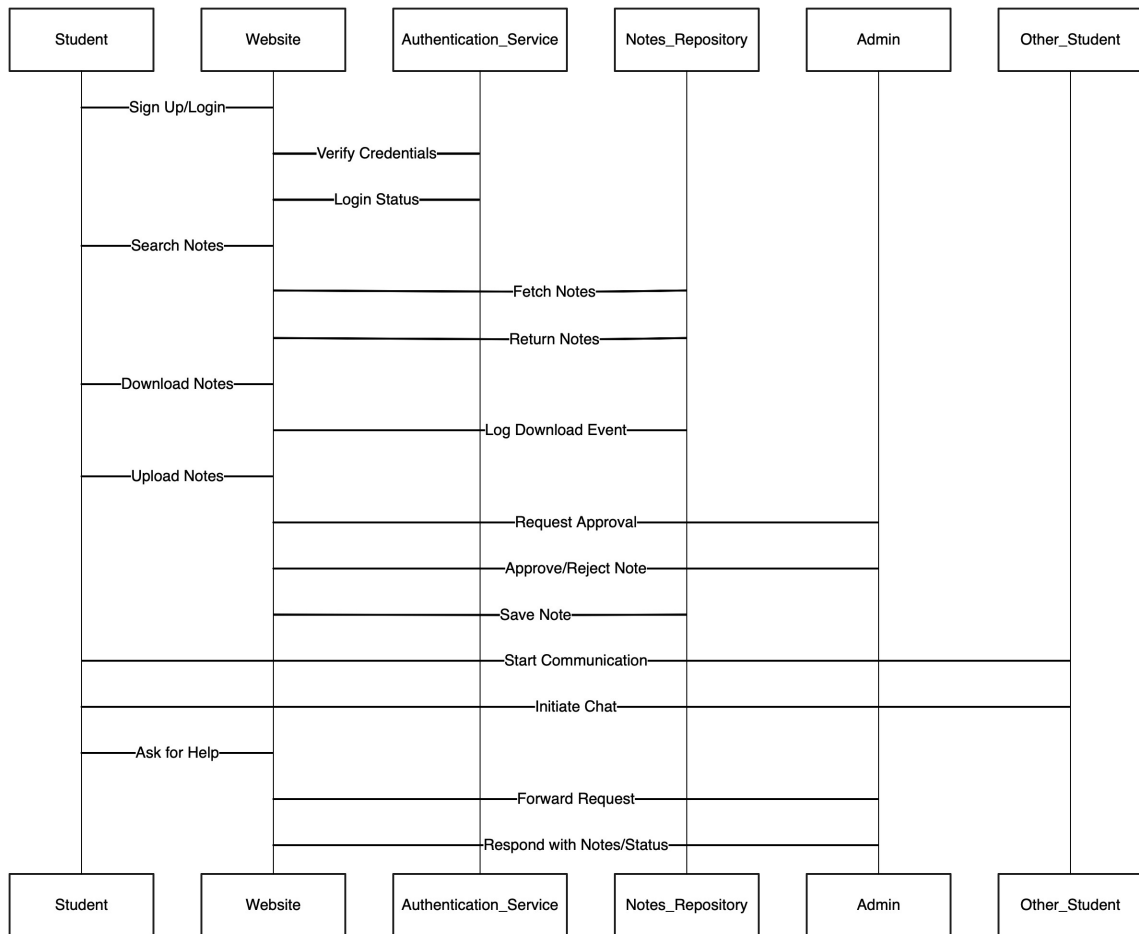 Student
Website
Authentication_Service
Notes_Repository
Admin
Other_Student
Sign Up/Login
Verify Credentials
Login Status
Search Notes
Fetch Notes
Return Notes
Download Notes
Log Download Event
Upload Notes
Request Approval
Approve/Reject Note
Save Note
Start Communication
Initiate Chat
Ask for Help
Forward Request
Respond with Notes/Status
Student
Website
Authentication_Service
Notes_Repository
Admin
Other_Student